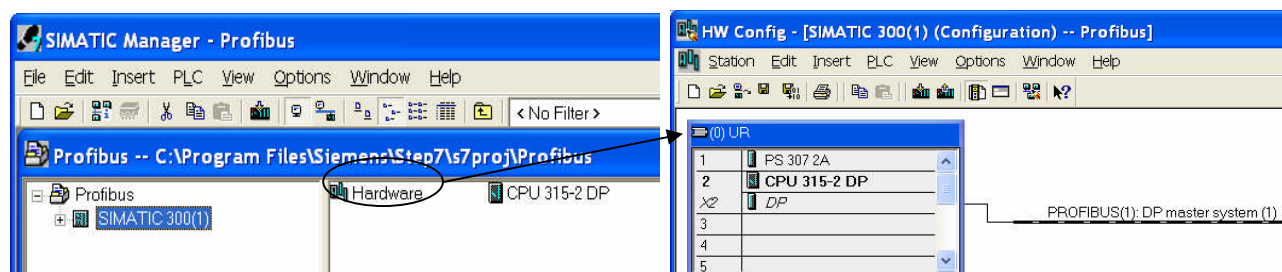 SIMATIC Manager - Profibus
File Edit Insert PLC View Options Window Help
< No Filter >
Profibus -- C:\Program Files\Siemens\Step7\s7proj\Profibus
Profibus
SIMATIC 300(1)
Hardware
CPU 315-2 DP
HW Config - [SIMATIC 300(1) (Configuration) -- Profibus]
Station Edit Insert PLC View Options Window Help
(0) UR
1 PS 307 2A
2 CPU 315-2 DP
X2 DP
3
4
5
PROFIBUS(1): DP master system (1)